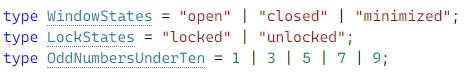 type WindowStates = "open" | "closed" | "minimized";
type LockStates = "locked" | "unlocked";
type OddNumbersUnderTen = 1 | 3 | 5 | 7 | 9;